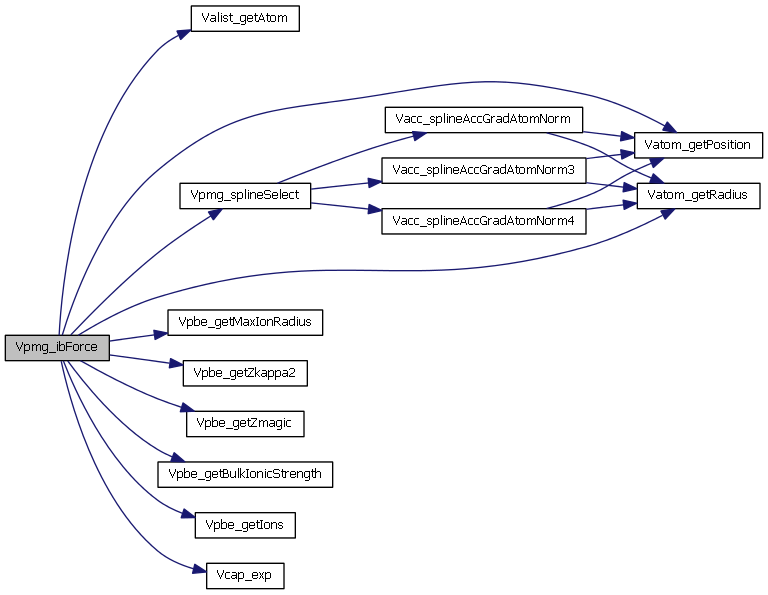 Valist_getAtom
Vacc_splineAccGradAtomNorm
Vatom_getPosition
Vacc_splineAccGradAtomNorm3
Vpmg_splineSelect
Vatom_getRadius
Vacc_splineAccGradAtomNorm4
Vpbe_getMaxIonRadius
Vpmg_ibForce
Vpbe_getZkappa2
Vpbe_getZmagic
Vpbe_getBulkIonicStrength
Vpbe_getIons
Vcap_exp